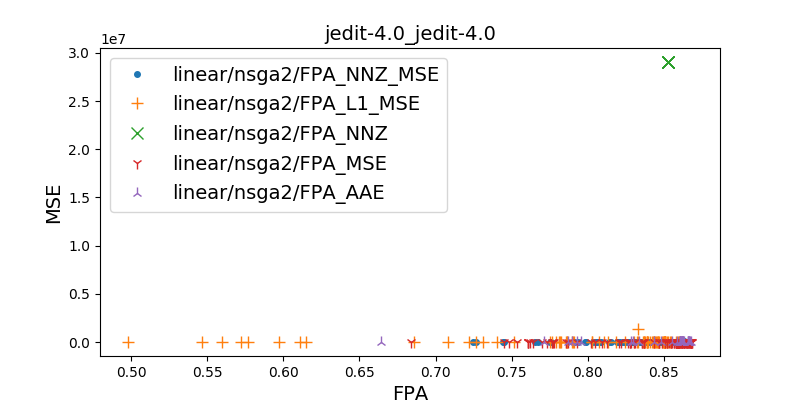 jedit-4.0_jedit-4.0
1e7
3.0
2.5
2.0
1.5
1.0
0.5
0.0
MSE
linear/nsga2/FPA_NNZ_MSE
linear/nsga2/FPA_L1_MSE
linear/nsga2/FPA_NNZ
linear/nsga2/FPA_MSE
linear/nsga2/FPA_AAE
0.50 0.55 0.60 0.65 0.70 0.75 0.80 0.85
FPA